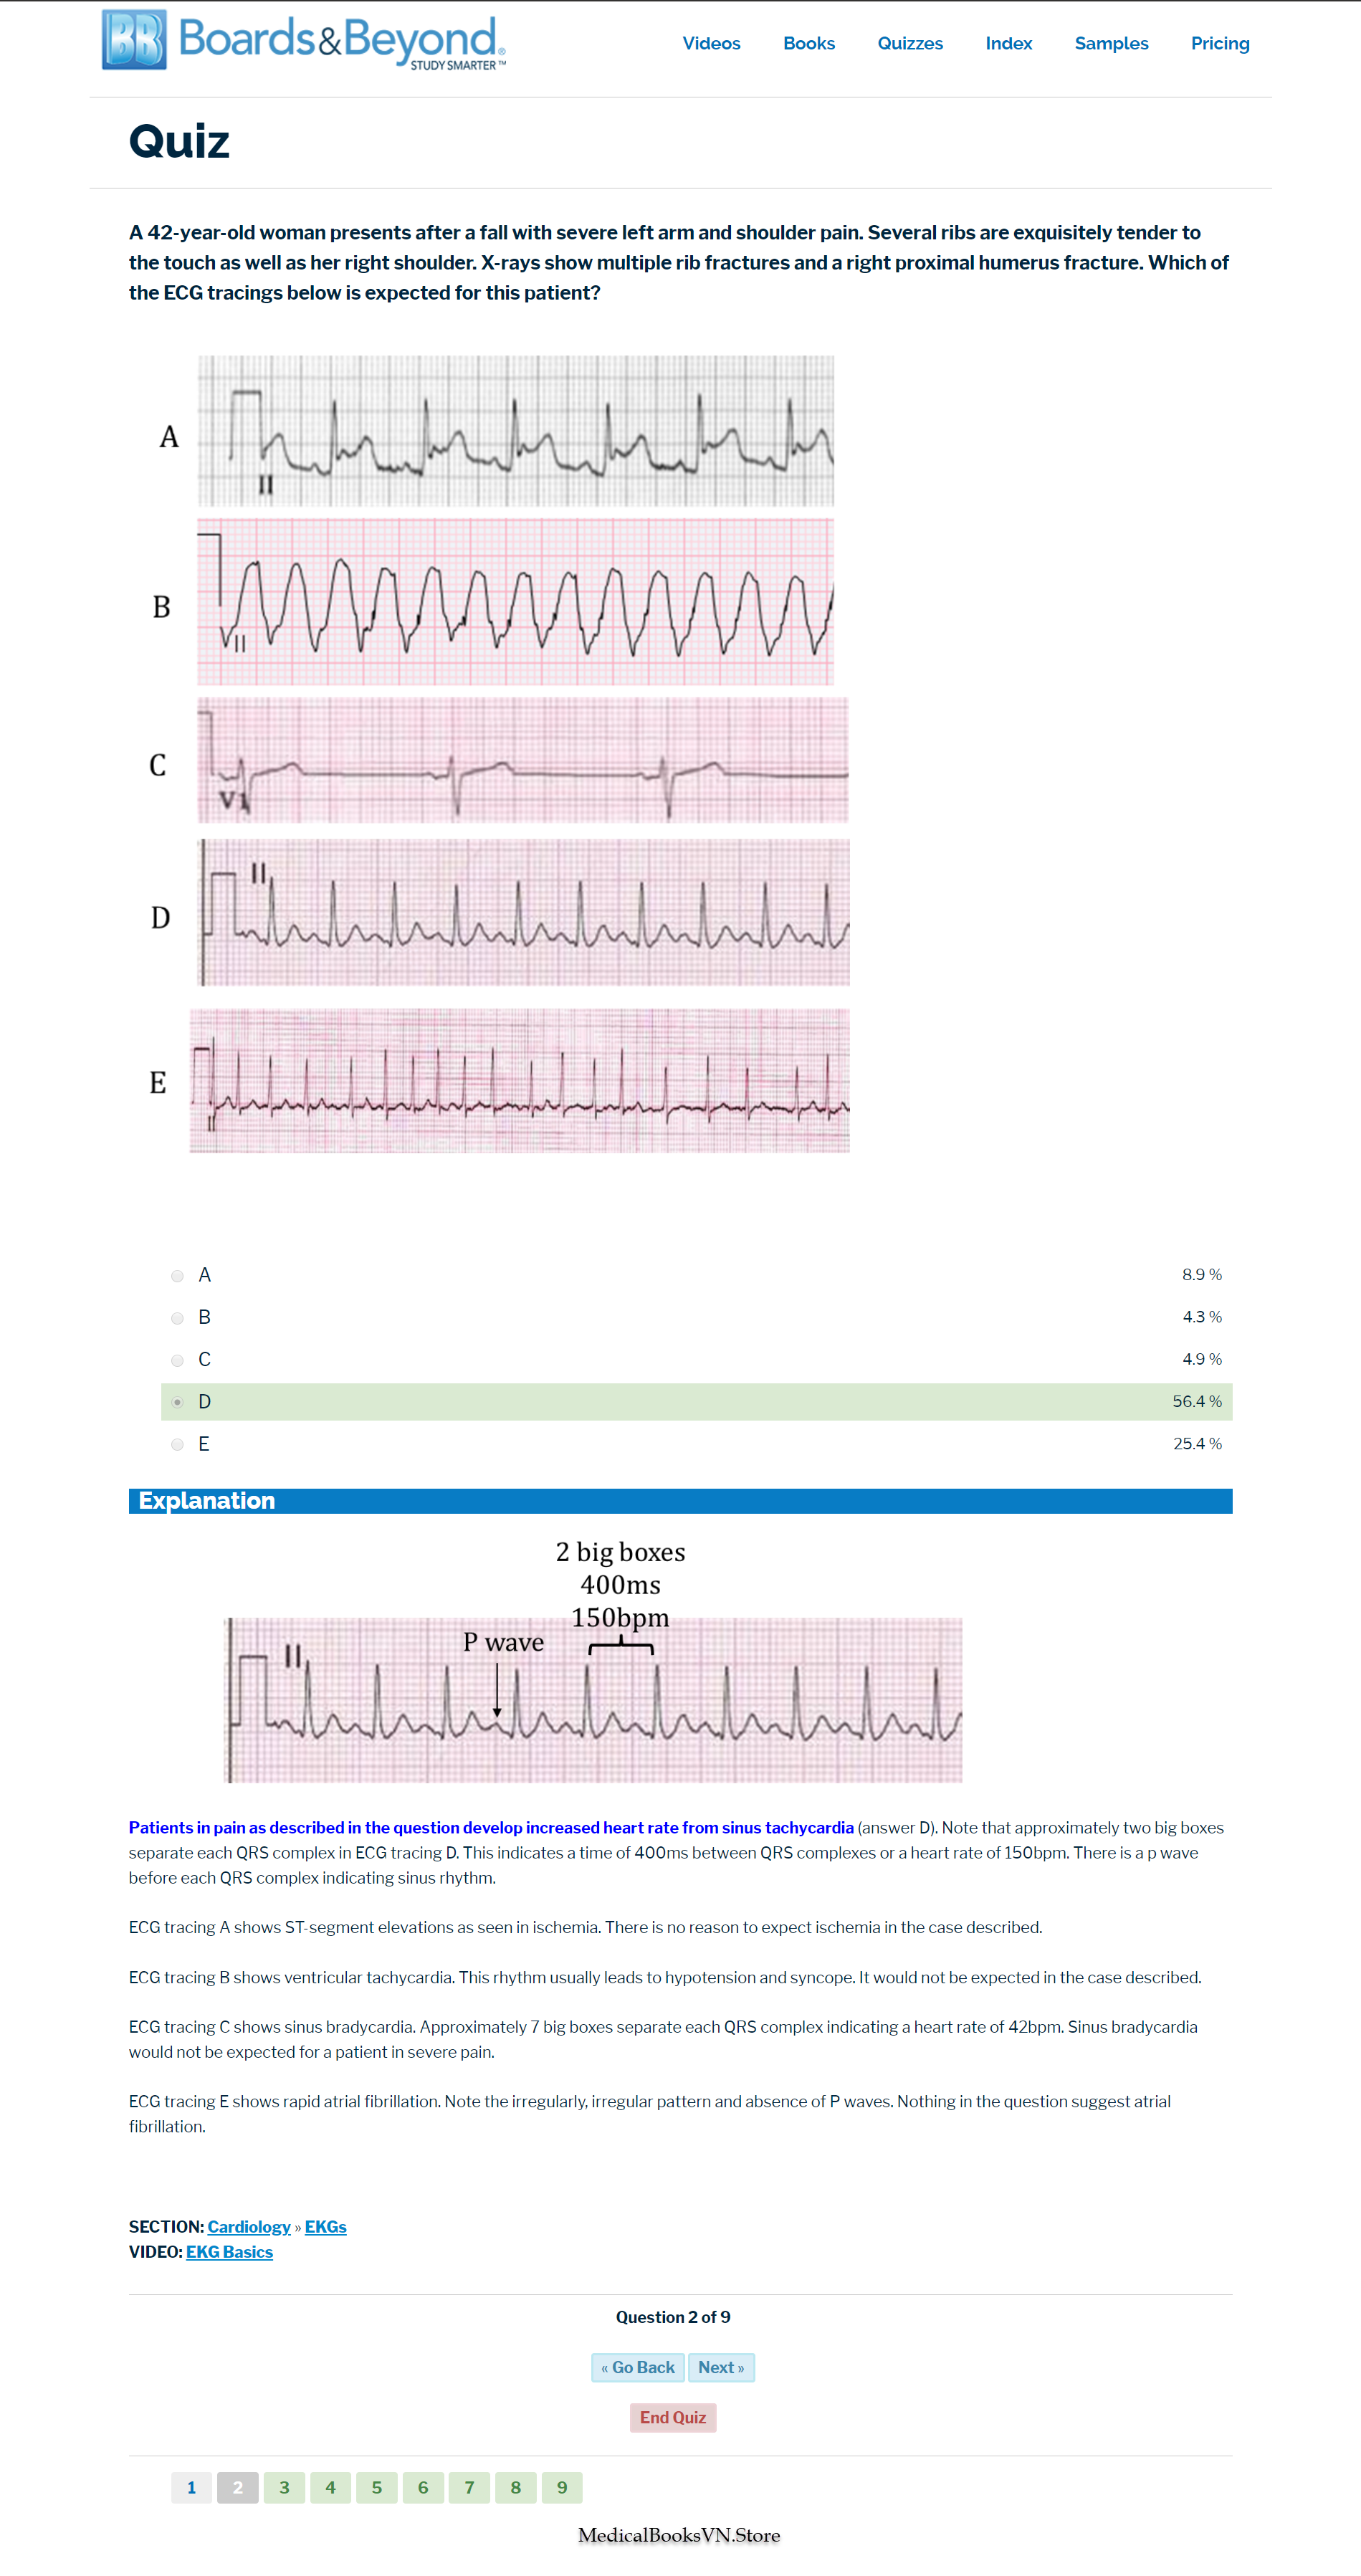 BB Boards&Beyond®
STUDY SMARTER™
Videos Books Quizzes Index Samples Pricing
Quiz
A 42-year-old woman presents after a fall with severe left arm and shoulder pain. Several ribs are exquisitely tender to
the touch as well as her right shoulder. X-rays show multiple rib fractures and a right proximal humerus fracture. Which of
the ECG tracings below is expected for this patient?
A
II
B
II
C
V1
D
II
E
II
A 8.9 %
B 4.3 %
C 4.9 %
D 56.4 %
E 25.4 %
Explanation
2 big boxes
400ms
150bpm
P wave
II
Patients in pain as described in the question develop increased heart rate from sinus tachycardia (answer D). Note that approximately two big boxes
separate each QRS complex in ECG tracing D. This indicates a time of 400ms between QRS complexes or a heart rate of 150bpm. There is a p wave
before each QRS complex indicating sinus rhythm.
ECG tracing A shows ST-segment elevations as seen in ischemia. There is no reason to expect ischemia in the case described.
ECG tracing B shows ventricular tachycardia. This rhythm usually leads to hypotension and syncope. It would not be expected in the case described.
ECG tracing C shows sinus bradycardia. Approximately 7 big boxes separate each QRS complex indicating a heart rate of 42bpm. Sinus bradycardia
would not be expected for a patient in severe pain.
ECG tracing E shows rapid atrial fibrillation. Note the irregularly, irregular pattern and absence of P waves. Nothing in the question suggest atrial
fibrillation.
SECTION: Cardiology » EKGs
VIDEO: EKG Basics
Question 2 of 9
« Go Back Next »
End Quiz
1 2 3 4 5 6 7 8 9
MedicalBooksVN.Store